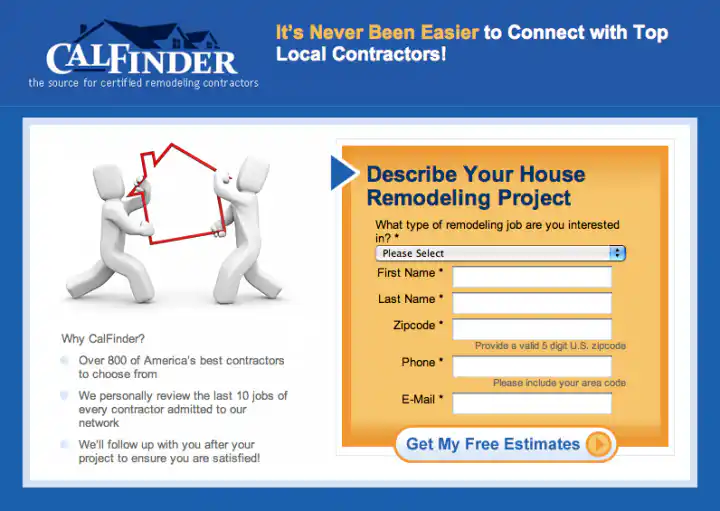 CALFINDER
the source for certified remodeling contractors
It's Never Been Easier to Connect with Top
Local Contractors!
Why CalFinder?
Over 800 of America's best contractors
to choose from
We personally review the last 10 jobs of
every contractor admitted to our
network
We'll follow up with you after your
project to ensure you are satisfied!
Describe Your House
Remodeling Project
What type of remodeling job are you interested
in? *
Please Select
First Name *
Last Name *
Zipcode *
Provide a valid 5 digit U.S. zipcode
Phone *
Please include your area code
E-Mail *
Get My Free Estimates